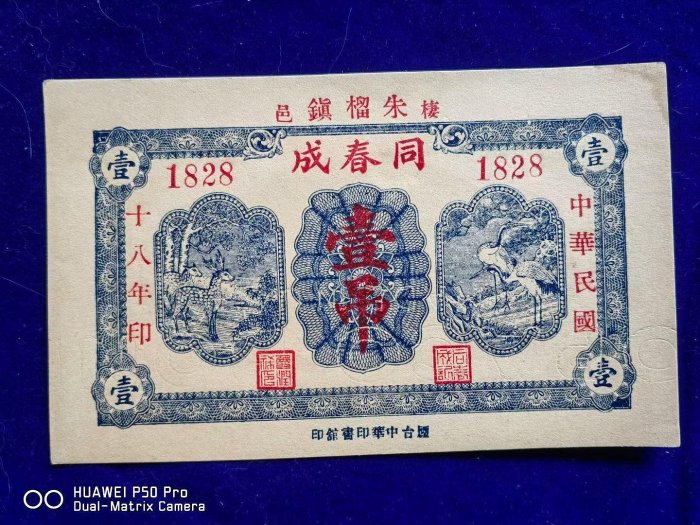 棲朱榴鎮邑
同春成
1828
1828
壹
壹
中華民國
壹吊
十八年印
壹
壹
台中華印書館印
HUAWEI P50 Pro
Dual-Matrix Camera